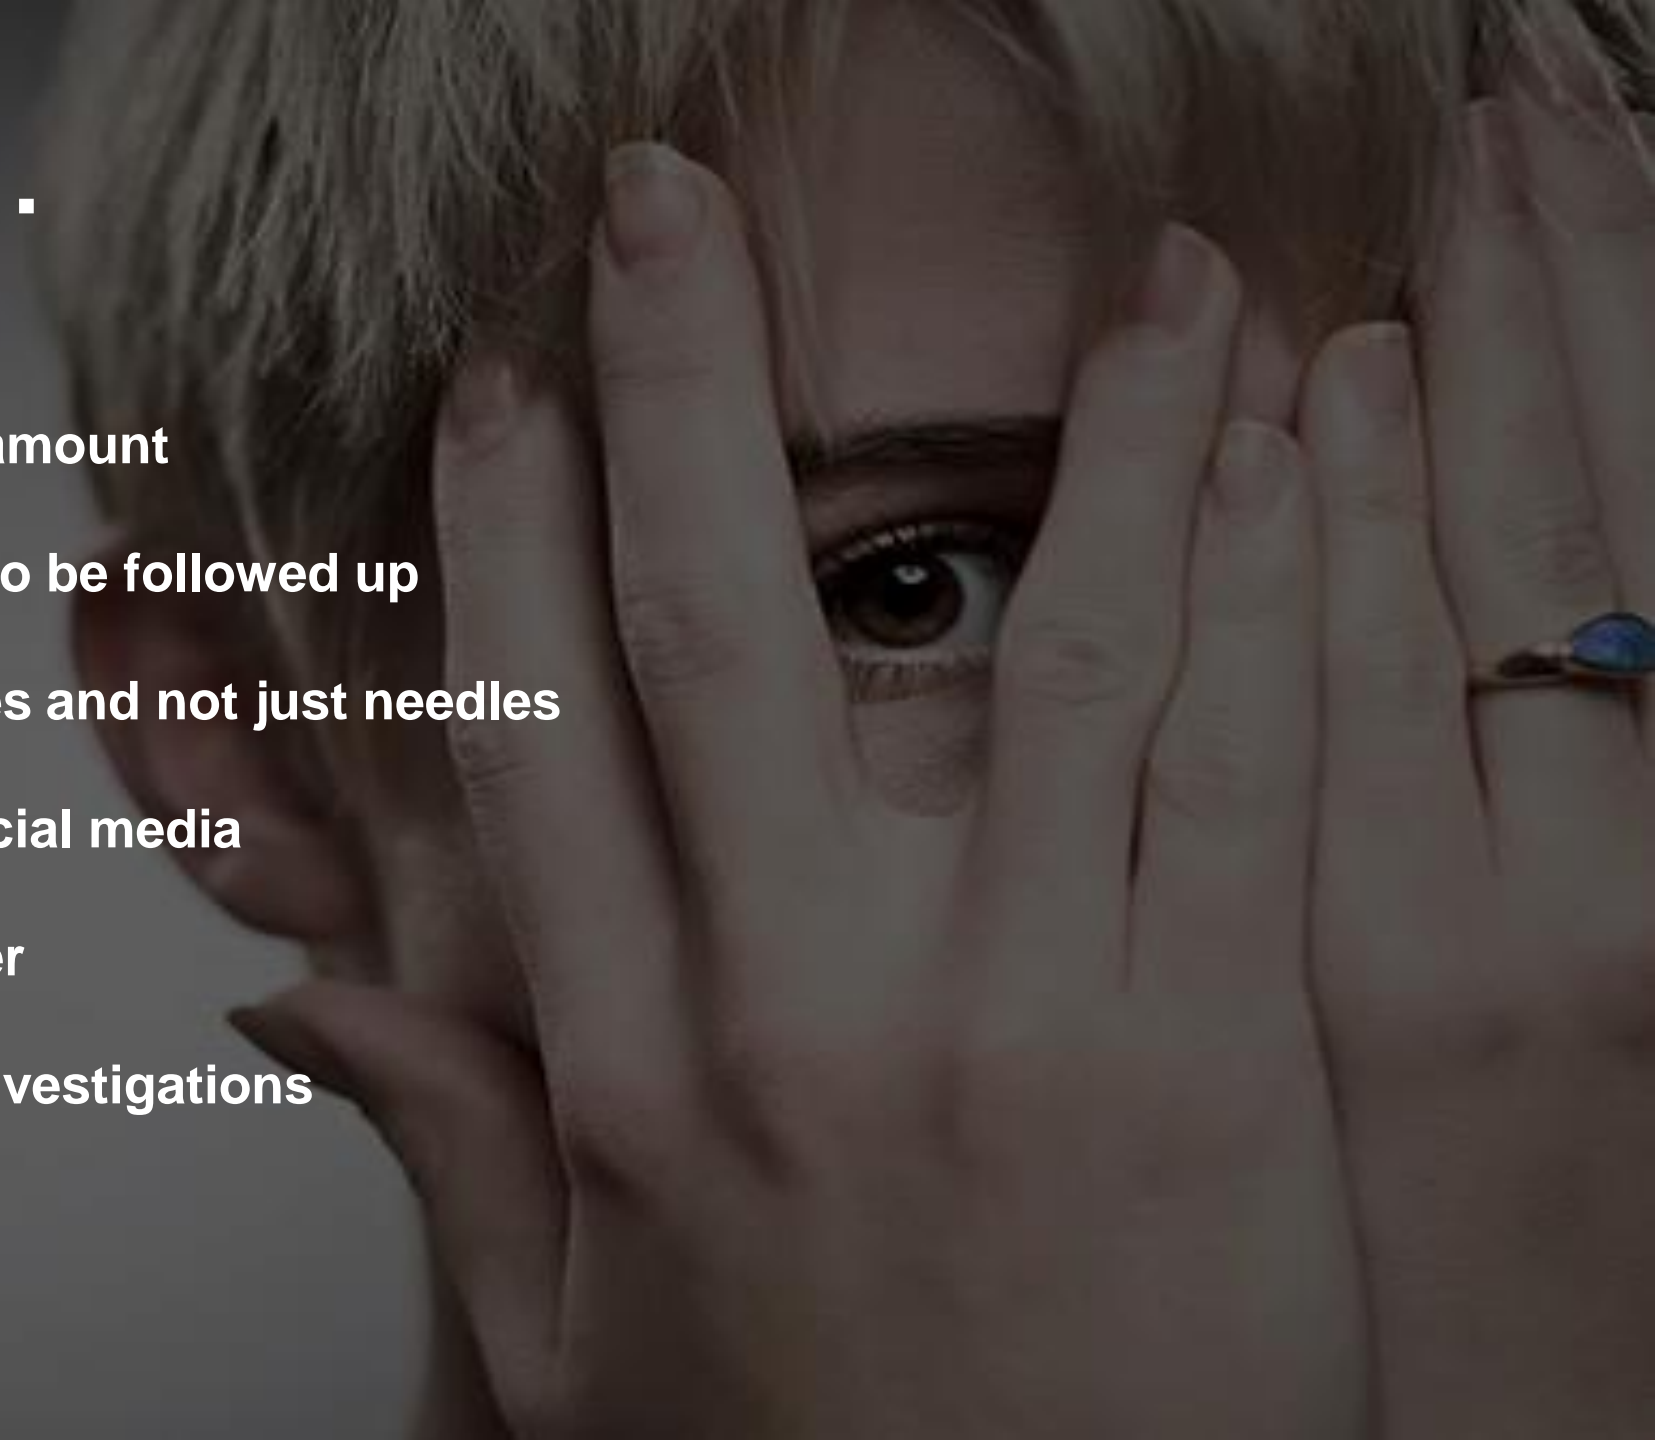 .
amount
o be followed up
es and not just needles
cial media
er
vestigations